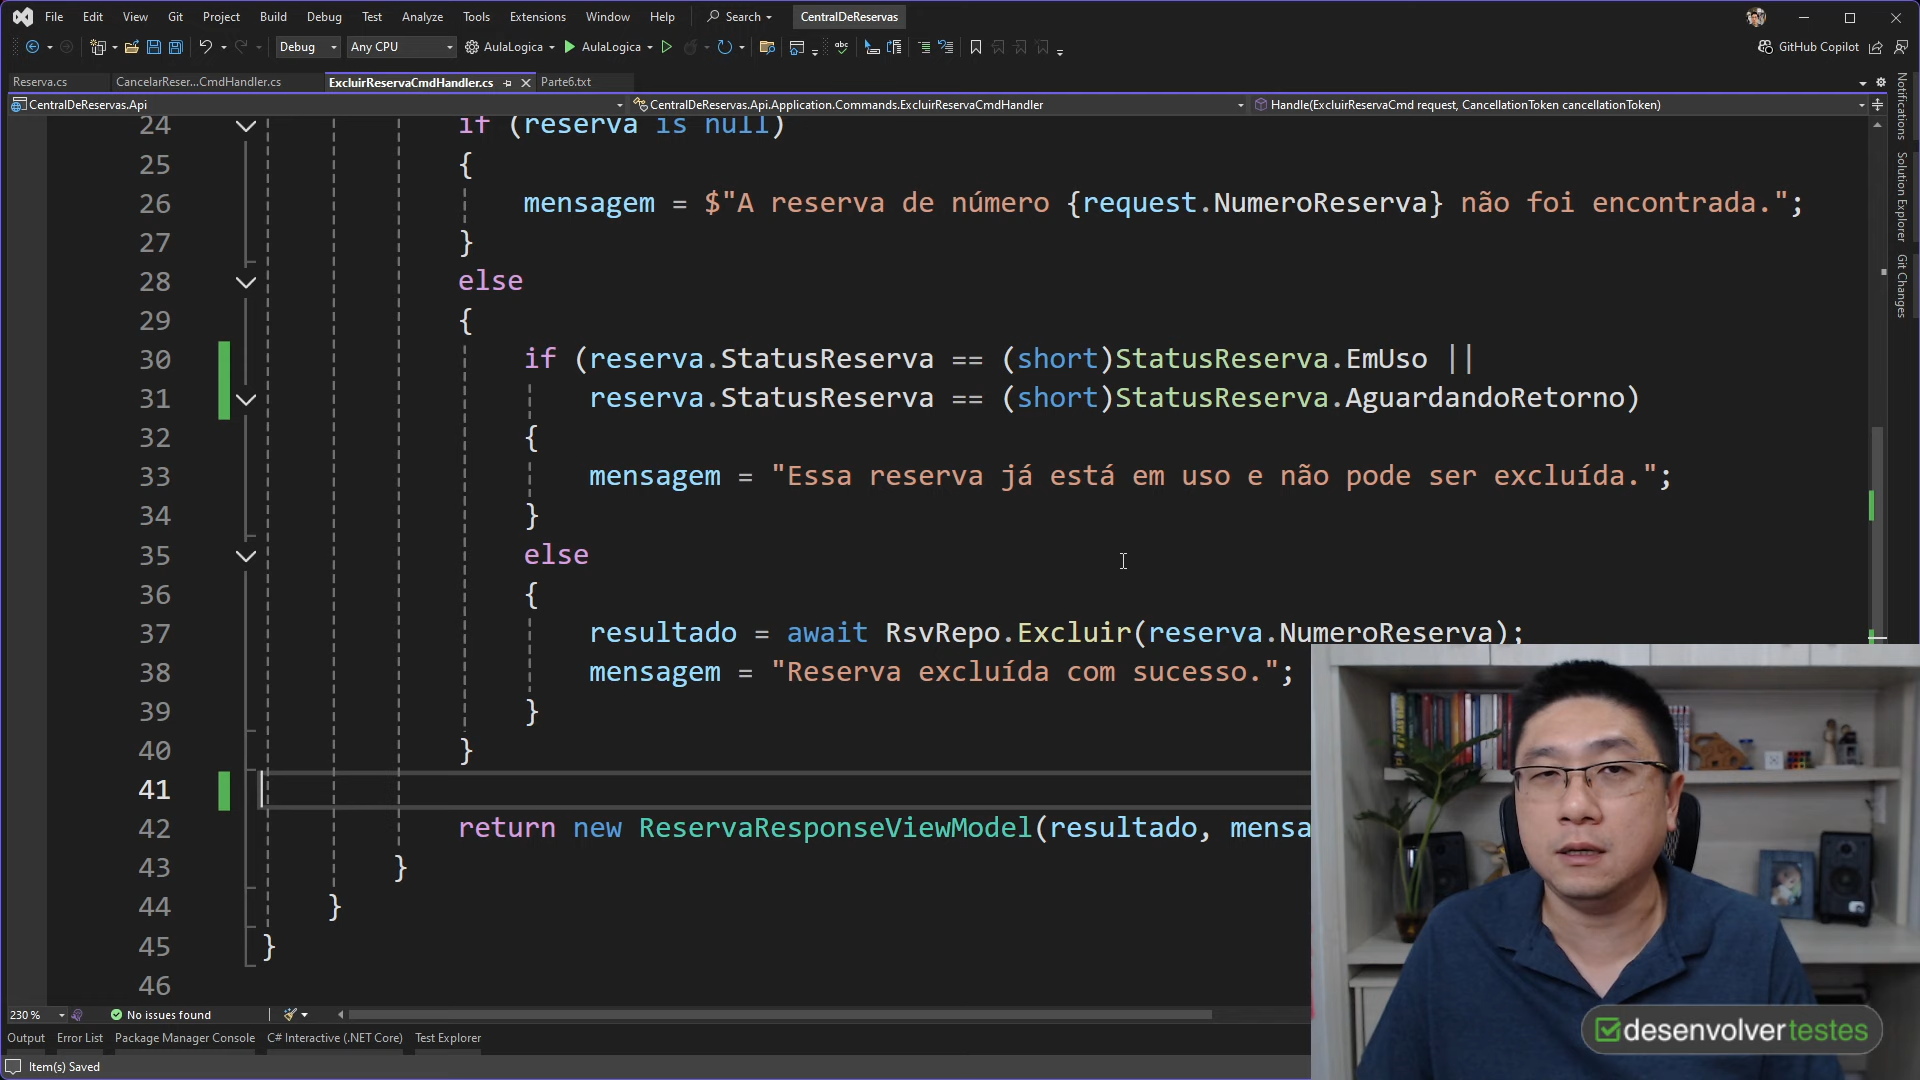 File Edit View Git Project Build Debug Test Analyze Tools Extensions Window Help Search CentralDeReservas
Debug Any CPU AulaLogica AulaLogica GitHub Copilot
Reserva.cs CancelarReser...CmdHandler.cs ExcluirReservaCmdHandler.cs Parte6.txt
CentralDeReservas.Api CentralDeReservas.Api.Application.Commands.ExcluirReservaCmdHandler Handle(ExcluirReservaCmd request, CancellationToken cancellationToken)
24 if (reserva is null)
25 {
26 mensagem = $"A reserva de número {request.NumeroReserva} não foi encontrada.";
27 }
28 else
29 {
30 if (reserva.StatusReserva == (short)StatusReserva.EmUso ||
31 reserva.StatusReserva == (short)StatusReserva.AguardandoRetorno)
32 {
33 mensagem = "Essa reserva já está em uso e não pode ser excluída.";
34 }
35 else
36 {
37 resultado = await RsvRepo.Excluir(reserva.NumeroReserva);
38 mensagem = "Reserva excluída com sucesso.";
39 }
40 }
41
42 return new ReservaResponseViewModel(resultado, mensa
43 }
44 }
45 }
46
Notifications
Solution Explorer
Git Changes
230 % No issues found
Output Error List Package Manager Console C# Interactive (.NET Core) Test Explorer
Item(s) Saved
desenvolvertestes